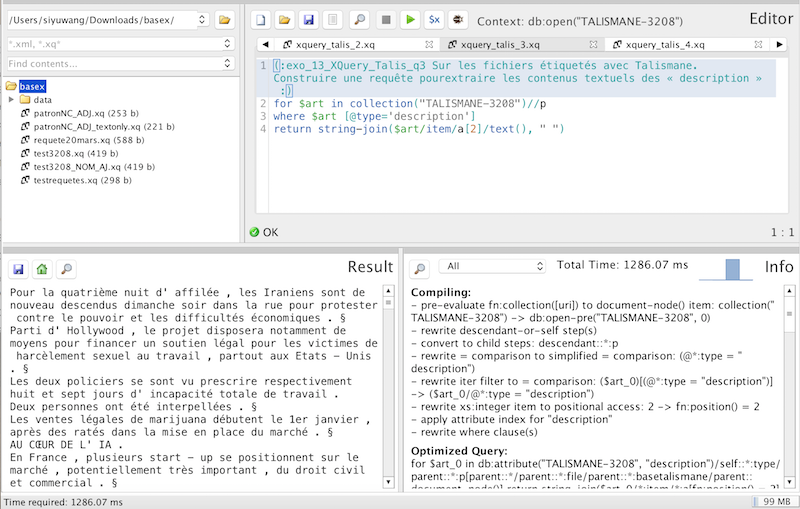 /Users/siyuwang/Downloads/basex/
*.xml, *.xq*
Find contents...
basex
data
patronNC_ADJ.xq (253 b)
patronNC_ADJ_textonly.xq (221 b)
requete20mars.xq (588 b)
test3208.xq (419 b)
test3208_NOM_AJ.xq (419 b)
testrequetes.xq (298 b)
$x
Context: db:open("TALISMANE-3208")
Editor
xquery_talis_2.xq
xquery_talis_3.xq
xquery_talis_4.xq
1 (:exo_13_XQuery_Talis_q3 Sur les fichiers étiquetés avec Talismane.
Construire une requête pourextraire les contenus textuels des « description »
:)
2 for $art in collection("TALISMANE-3208")//p
3 where $art [@type='description']
4 return string-join($art/item/a[2]/text(), " ")
OK
1 : 1
Result
Pour la quatrième nuit d' affilée , les Iraniens sont de
nouveau descendus dimanche soir dans la rue pour protester
contre le pouvoir et les difficultés économiques . §
Parti d' Hollywood , le projet disposera notamment de
moyens pour financer un soutien légal pour les victimes de
harcèlement sexuel au travail , partout aux Etats - Unis
. §
Les deux policiers se sont vu prescrire respectivement
huit et sept jours d' incapacité totale de travail .
Deux personnes ont été interpellées . §
Les ventes légales de marijuana débutent le 1er janvier ,
après des ratés dans la mise en place du marché . §
AU CŒUR DE L' IA .
En France , plusieurs start - up se positionnent sur le
marché , potentiellement très important , du droit civil
et commercial . §
All
Total Time: 1286.07 ms
Info
Compiling:
- pre-evaluate fn:collection([uri]) to document-node() item: collection("
TALISMANE-3208") -> db:open-pre("TALISMANE-3208", 0)
- rewrite descendant-or-self step(s)
- convert to child steps: descendant::*:p
- rewrite = comparison to simplified = comparison: (@*:type = "
description")
- rewrite iter filter to = comparison: ($art_0)[(@*:type = "description")]
-> ($art_0/@*:type = "description")
- rewrite xs:integer item to positional access: 2 -> fn:position() = 2
- apply attribute index for "description"
- rewrite where clause(s)
Optimized Query:
for $art_0 in db:attribute("TALISMANE-3208", "description")/self::*:type/
parent::*:p[parent::*/parent::*:file/parent::*:basetalismane/parent::
document-node()] return string-join($art_0/*:item/*:a[fn:position() = 2]
Time required: 1286.07 ms
99 MB